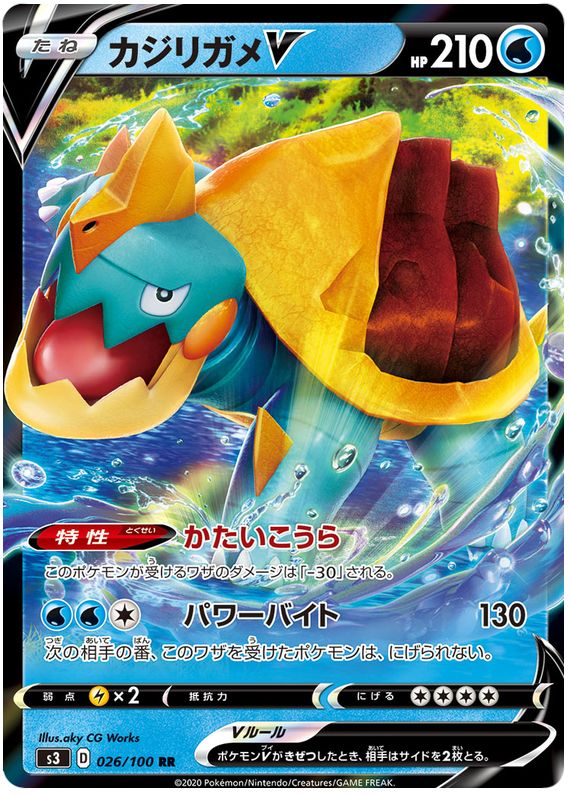 たね カジリガメV HP 210
特性 とくせい かたいこうら
このポケモンが受けるワザのダメージは「-30」される。
パワーバイト 130
次の相手の番、このワザを受けたポケモンは、にげられない。
弱点 ×2 抵抗力 にげる
Illus.aky CG Works
Vルール
s3 D 026/100 RR ポケモンVがきぜつしたとき、相手はサイドを2枚とる。
©2020 Pokémon/Nintendo/Creatures/GAME FREAK.